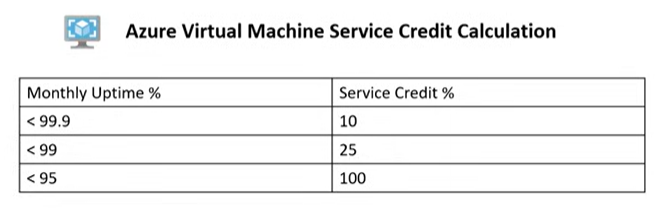 Azure Virtual Machine Service Credit Calculation
Monthly Uptime % Service Credit %
< 99.9 10
< 99 25
< 95 100